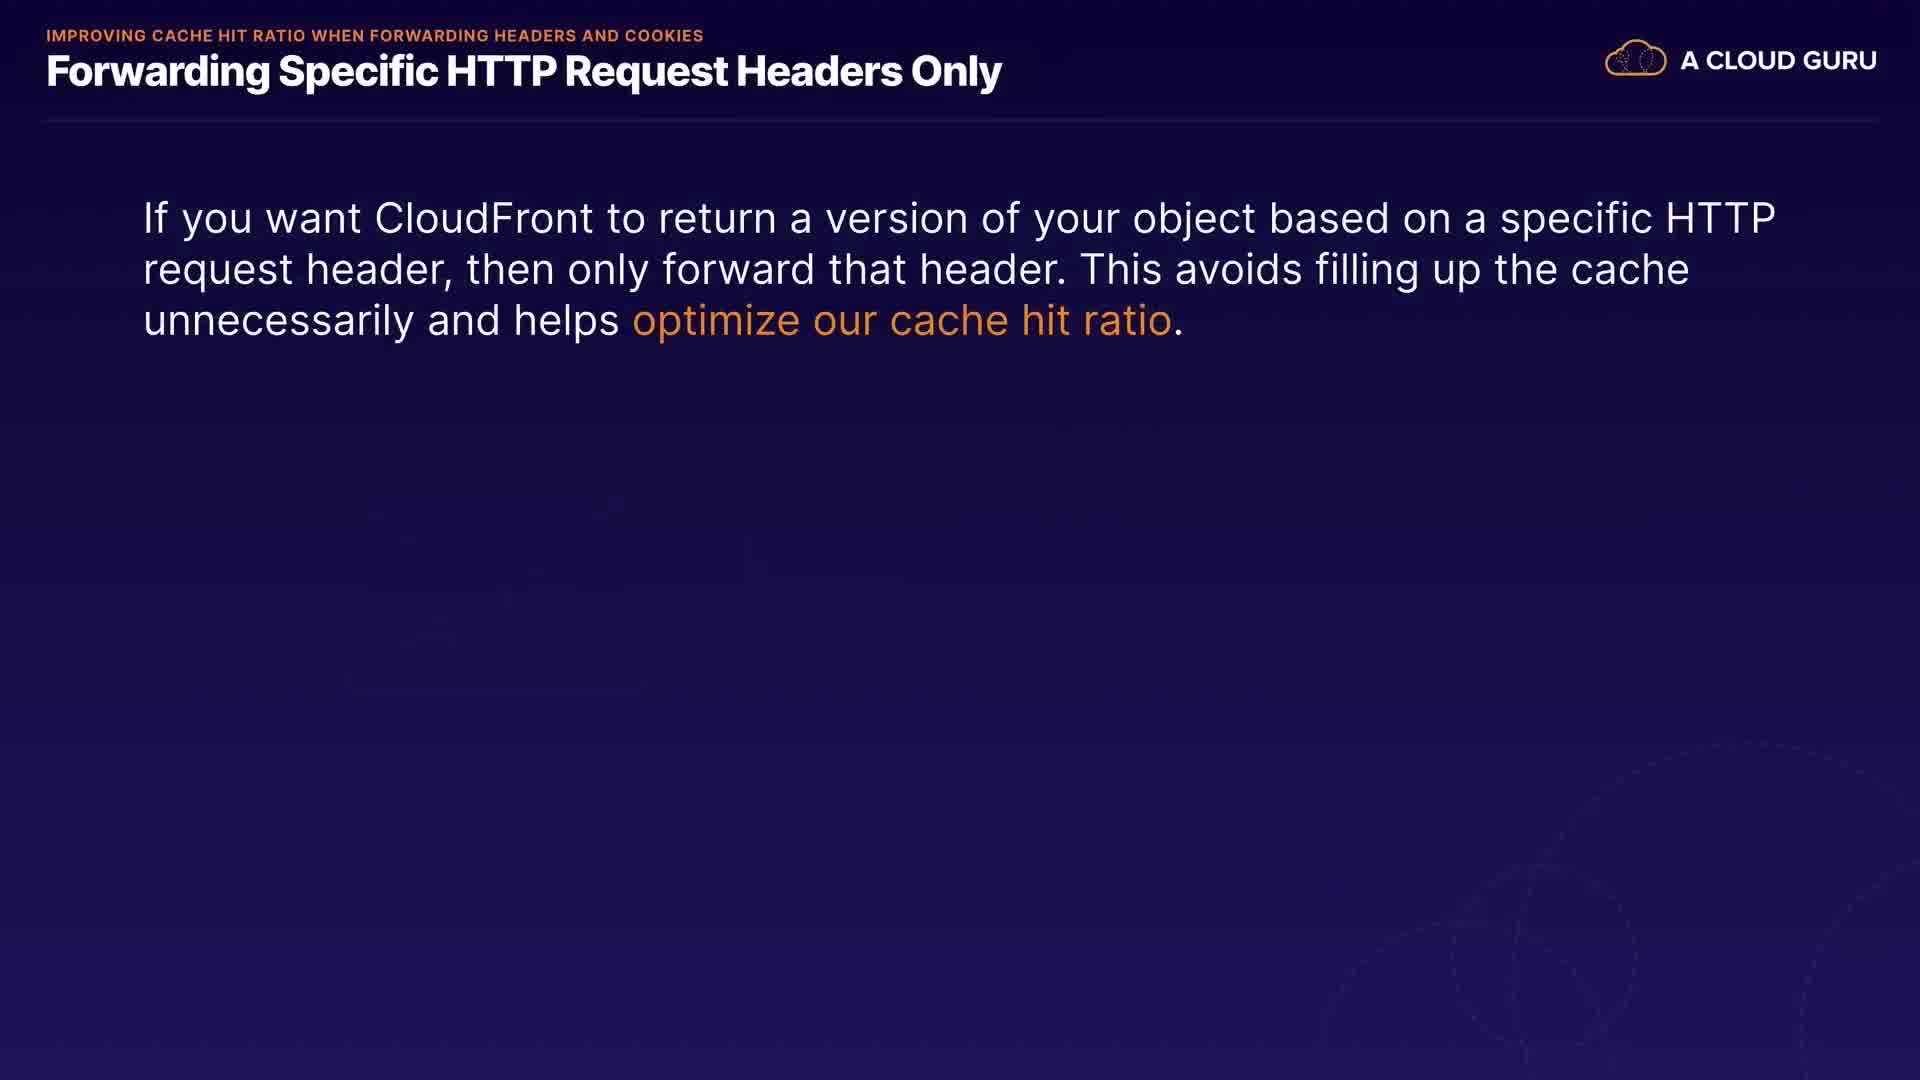 IMPROVING CACHE HIT RATIO WHEN FORWARDING HEADERS AND COOKIES
Forwarding Specific HTTP Request Headers Only
A CLOUD GURU
If you want CloudFront to return a version of your object based on a specific HTTP
request header, then only forward that header. This avoids filling up the cache
unnecessarily and helps optimize our cache hit ratio.